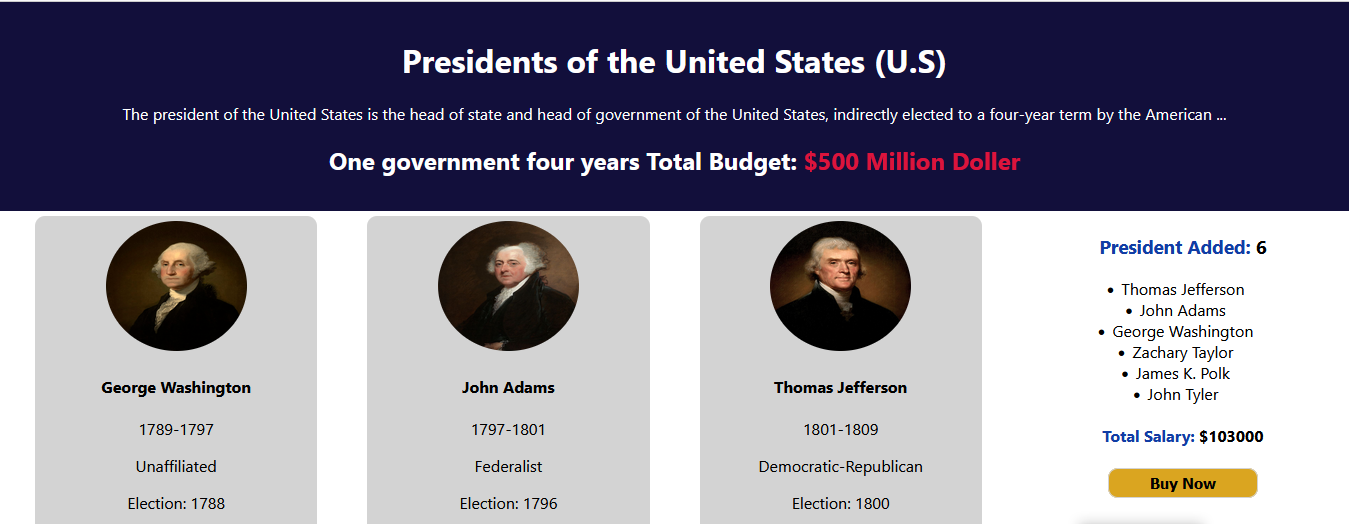 Presidents of the United States (U.S)
The president of the United States is the head of state and head of government of the United States, indirectly elected to a four-year term by the American ...
One government four years Total Budget: $500 Million Doller
George Washington
1789-1797
Unaffiliated
Election: 1788
John Adams
1797-1801
Federalist
Election: 1796
Thomas Jefferson
1801-1809
Democratic-Republican
Election: 1800
President Added: 6
• Thomas Jefferson
• John Adams
• George Washington
• Zachary Taylor
• James K. Polk
• John Tyler
Total Salary: $103000
Buy Now